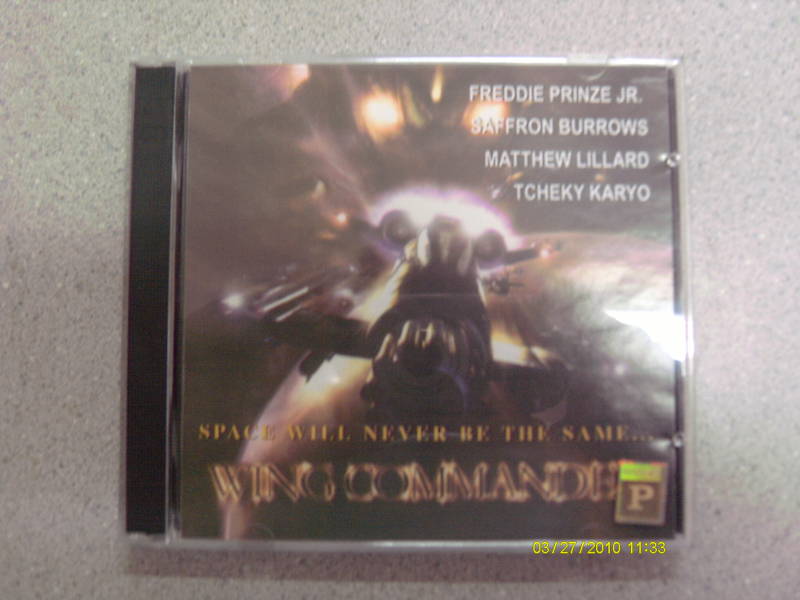 FREDDIE PRINZE JR.
SAFFRON BURROWS
MATTHEW LILLARD
TCHEKY KARYO
SPACE WILL NEVER BE THE SAME...
WING COMMANDE
P
03/27/2010 11:33